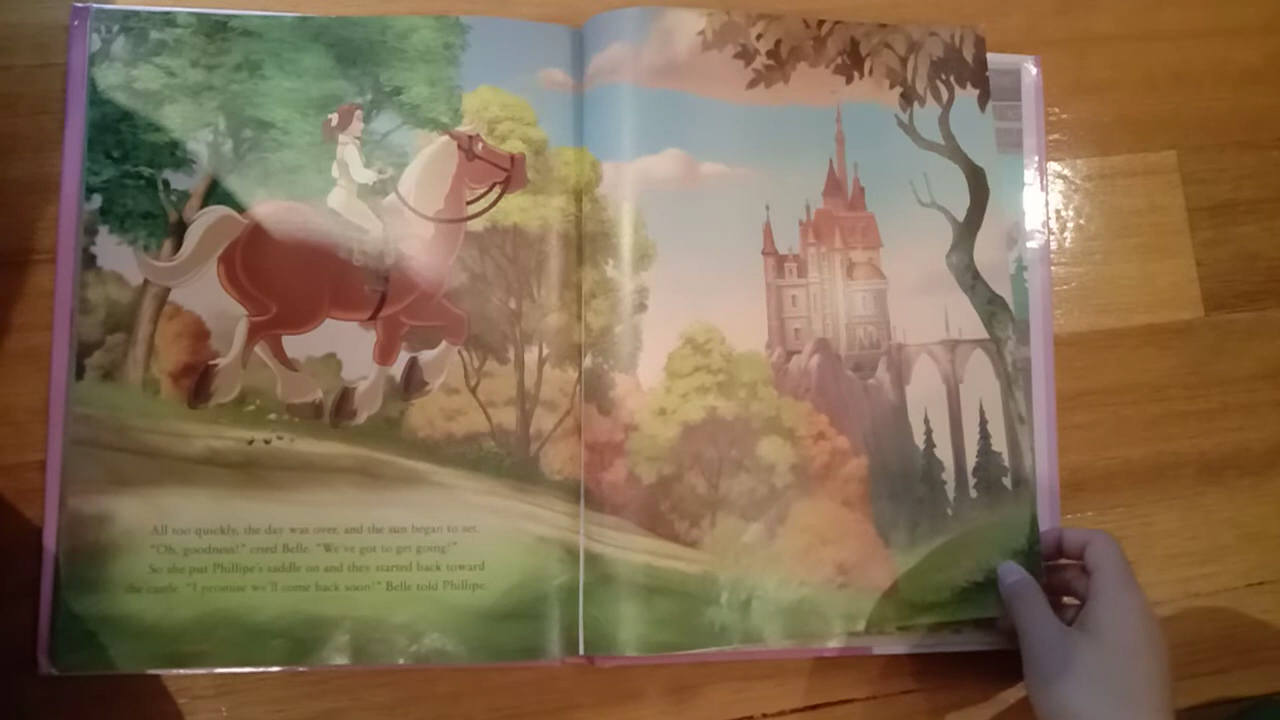 All too quickly, the day was over, and the sun began to set.
"Oh, goodness!" cried Belle. "We've got to get going!"
So she put Phillipe's saddle on and they started back toward
the castle. "I promise we'll come back soon!" Belle told Phillipe.